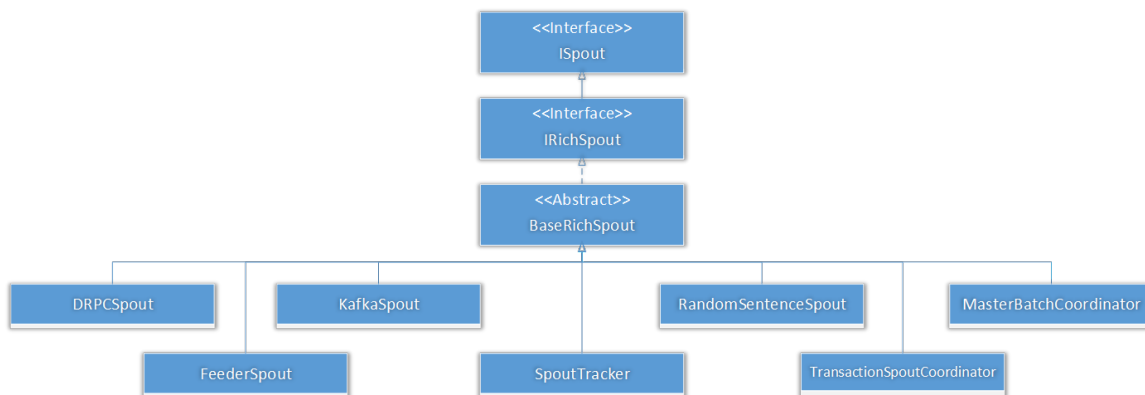 <<Interface>>
ISpout
<<Interface>>
IRichSpout
<<Abstract>>
BaseRichSpout
DRPCSpout
KafkaSpout
RandomSentenceSpout
MasterBatchCoordinator
FeederSpout
SpoutTracker
TransactionSpoutCoordinator